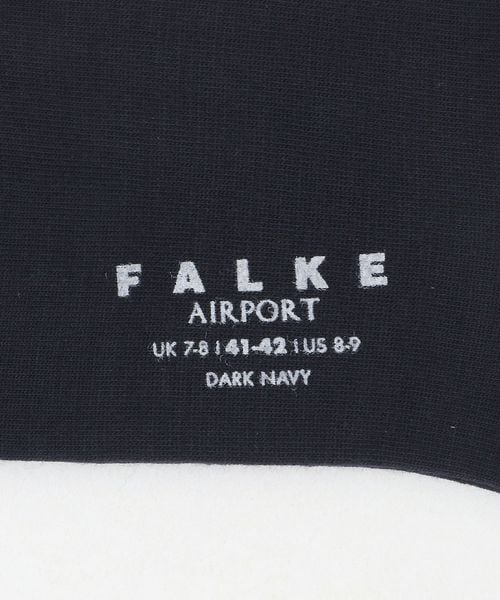 FALKE
AIRPORT
UK 7-8 | 41-42 | US 8-9
DARK NAVY